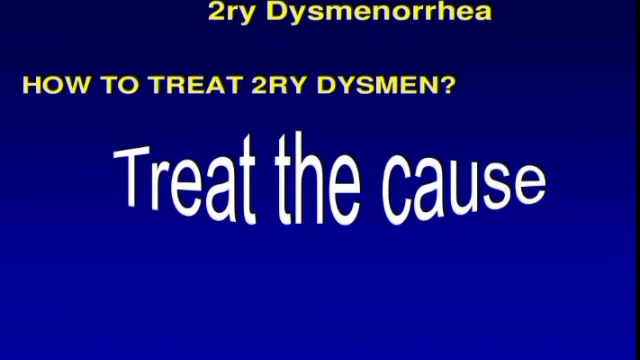 2ry Dysmenorrhea
HOW TO TREAT 2RY DYSMEN?
Treat the cause